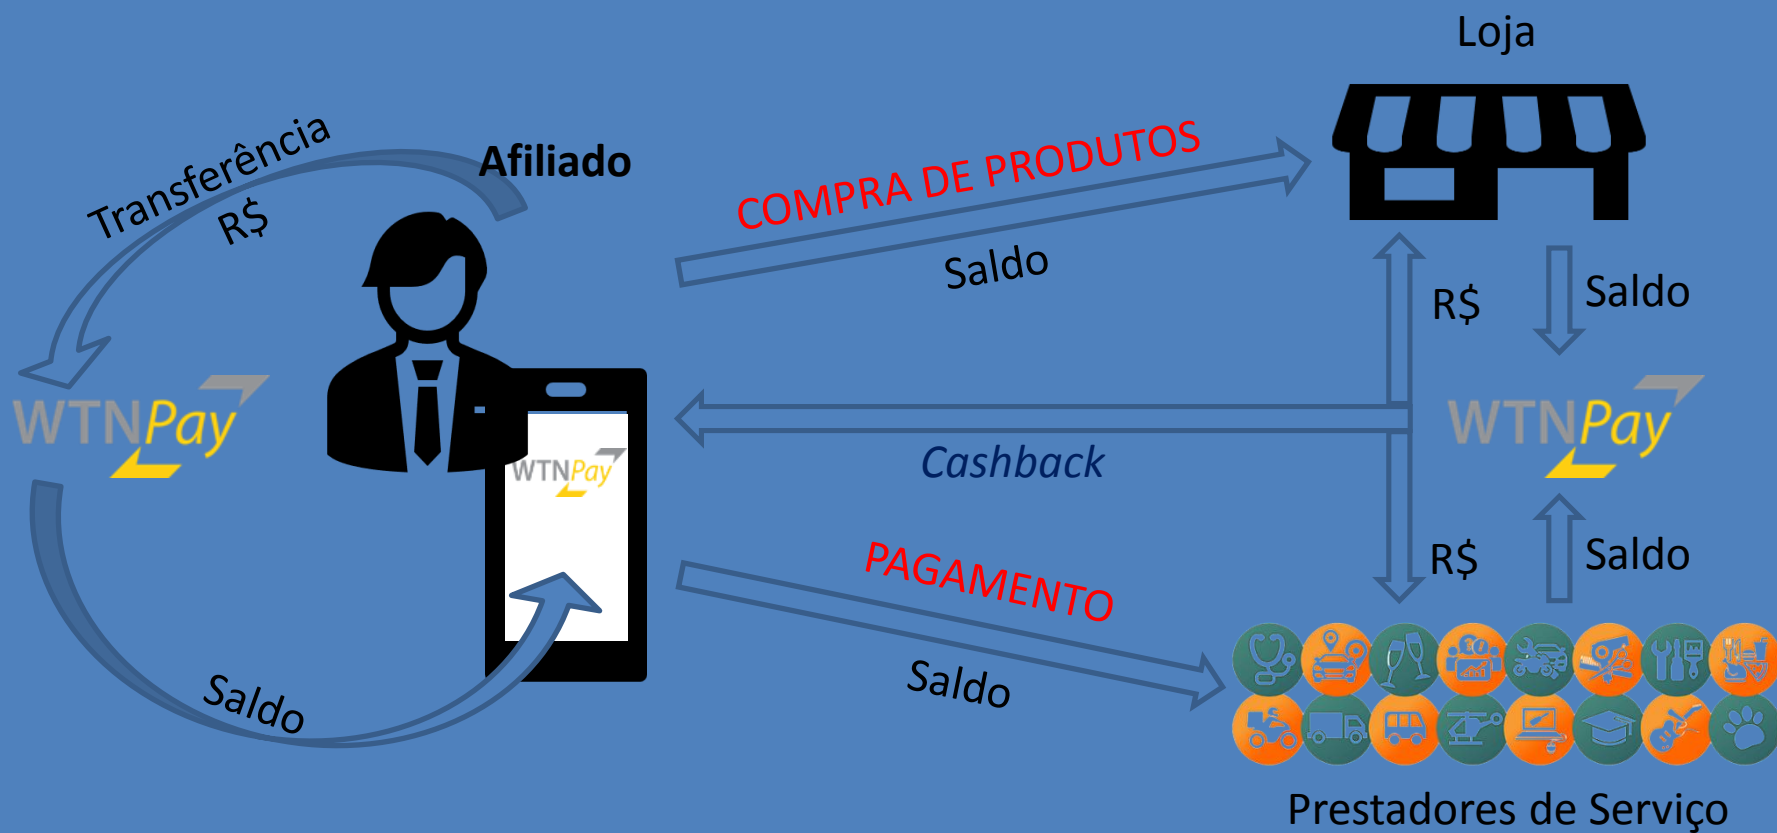 Loja
Transferência
R$
Afiliado
COMPRA DE PRODUTOS
Saldo
R$
Saldo
WTNPay
WTNPay
WTNPay
Cashback
PAGAMENTO
Saldo
R$
Saldo
Saldo
Prestadores de Serviço